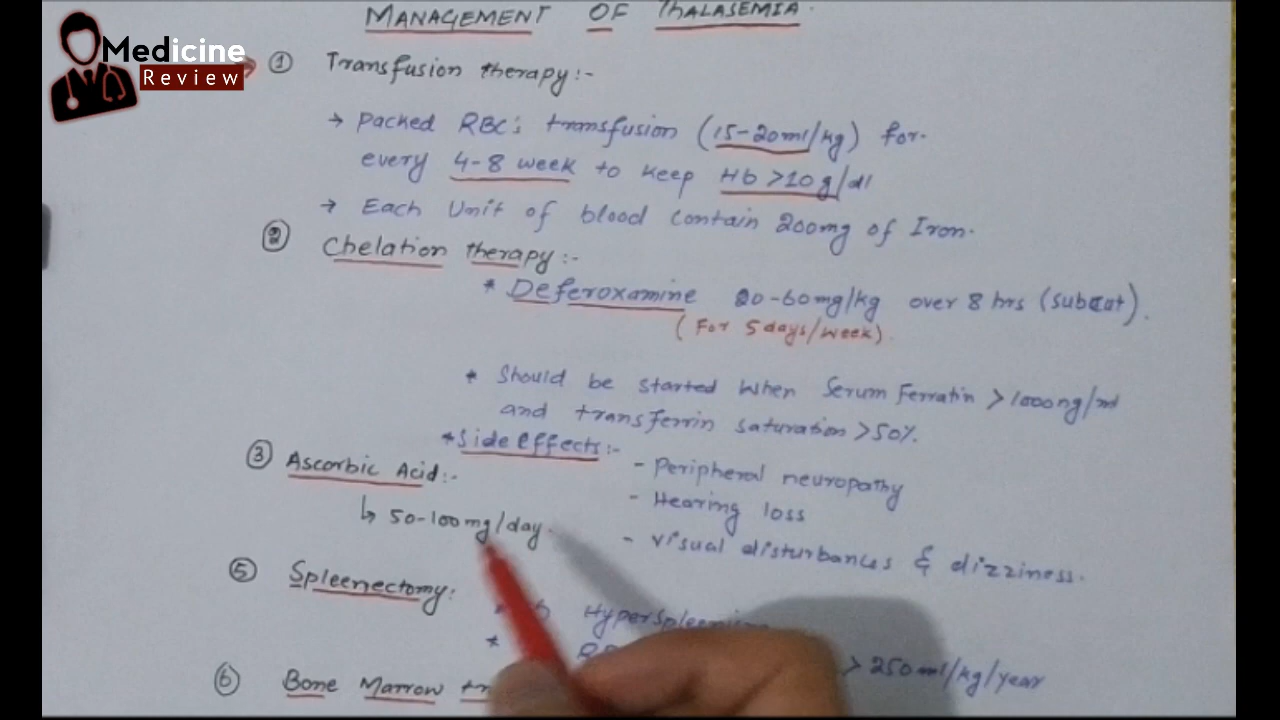 MANAGEMENT OF THALASEMIA.
Medicine
Review
① Transfusion therapy:-
→ Packed RBC's transfusion (15-20ml/kg) for
every 4-8 week to keep Hb >10g/dl
→ Each Unit of blood contain 200mg of Iron.
② Chelation therapy:-
* Deferoxamine 20-60mg/kg over 8 hrs (subcut).
(For 5 days/week).
* Should be started when Serum Ferratin >1000ng/ml
and transferrin saturation >50%.
* Side effects:-
- Peripheral neuropathy
- Hearing loss
- Visual disturbances & dizziness.
③ Ascorbic Acid:-
↳ 50-100mg/day.
⑤ Spleenectomy:
* Hypersplenism
* > 250ml/kg/year
⑥ Bone Marrow